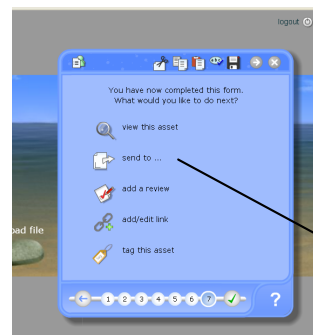 logout
You have now completed this form.
What would you like to do next?
view this asset
send to ...
add a review
oad file
add/edit link
tag this asset
1 2 3 4 5 6 7
?